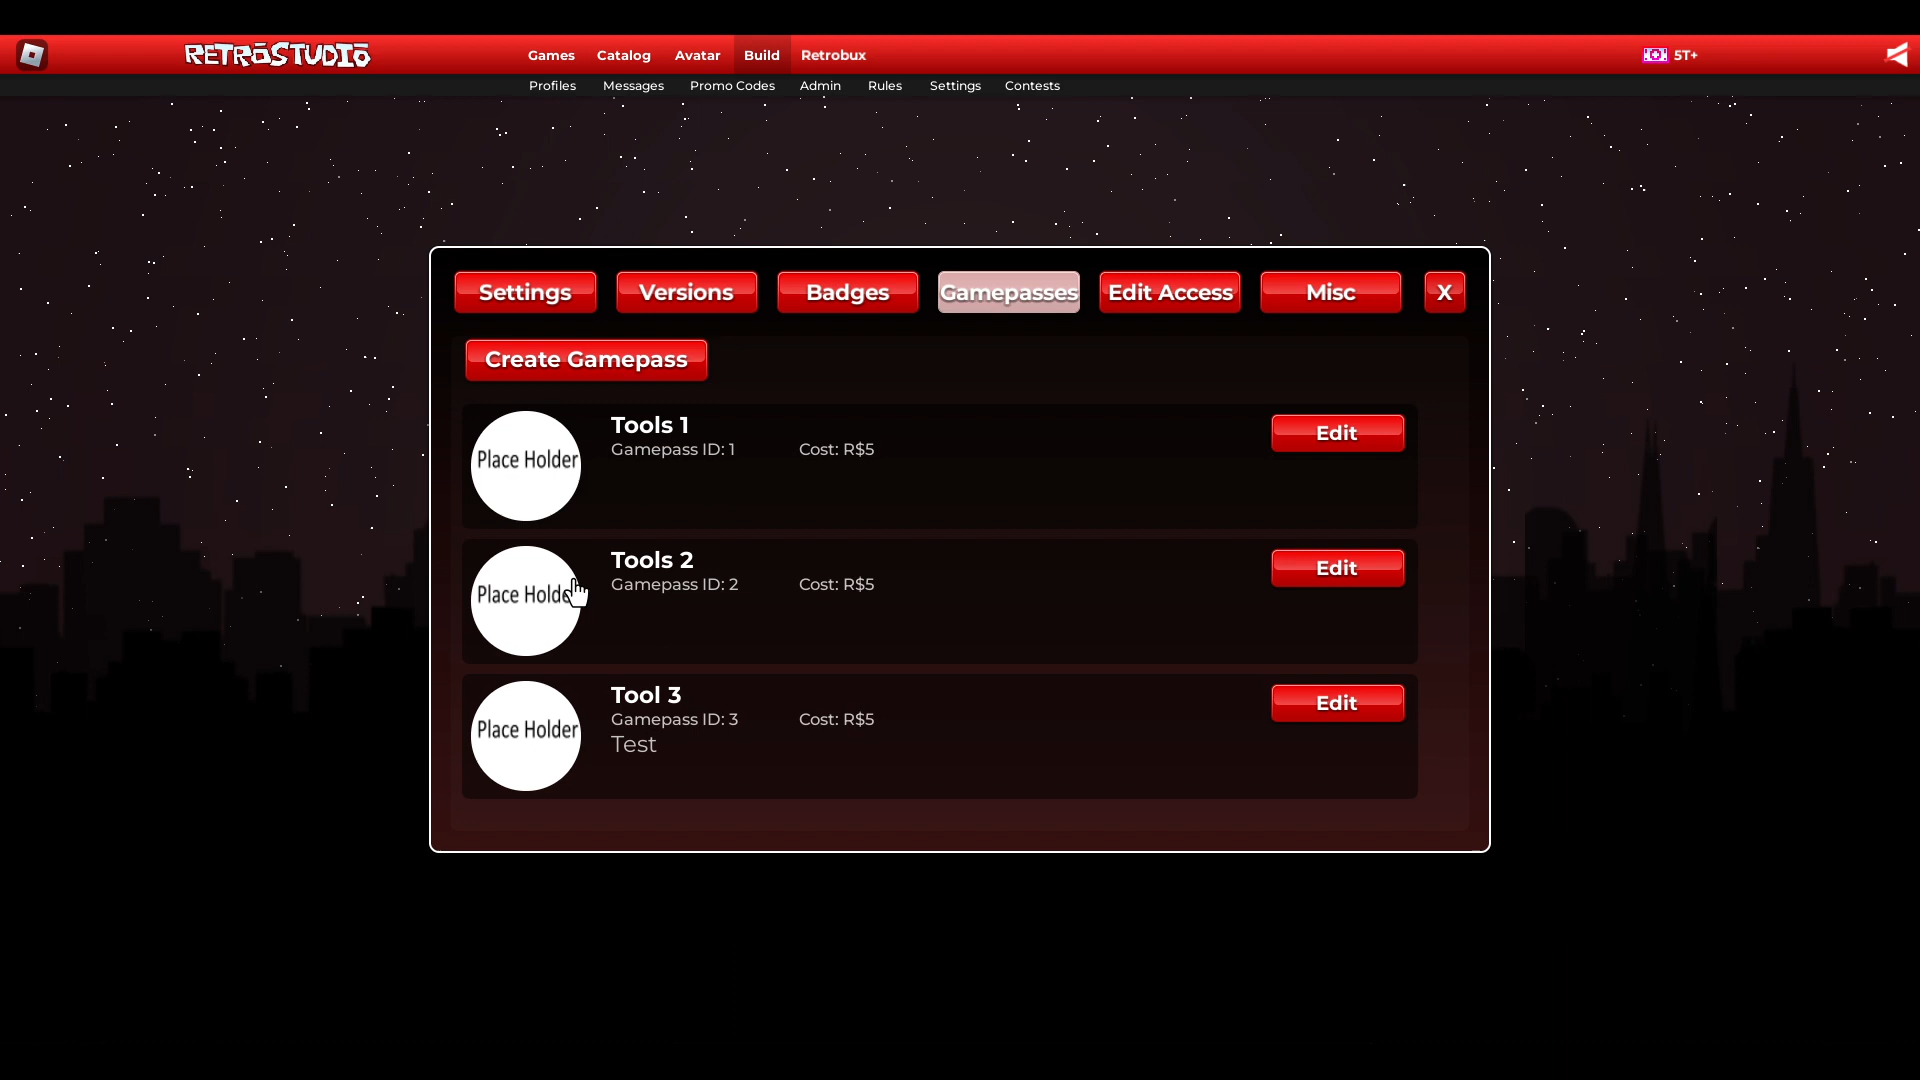 RETROSTUDIO
Games Catalog Avatar Build Retrobux
5T+
Profiles Messages Promo Codes Admin Rules Settings Contests
Settings Versions Badges Gamepasses Edit Access Misc X
Create Gamepass
Place Holder
Tools 1
Gamepass ID: 1 Cost: R$5
Edit
Place Holde
Tools 2
Gamepass ID: 2 Cost: R$5
Edit
Place Holder
Tool 3
Gamepass ID: 3 Cost: R$5
Test
Edit